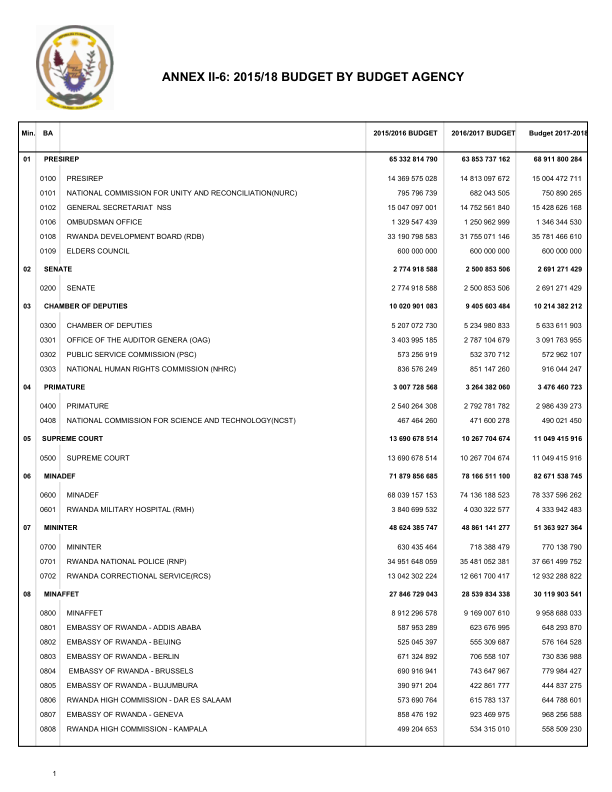 ANNEX II-6: 2015/18 BUDGET BY BUDGET AGENCY
Min. BA 2015/2016 BUDGET 2016/2017 BUDGET Budget 2017-2018
01 PRESIREP 65 332 814 790 63 853 737 162 68 911 800 284
0100 PRESIREP 14 369 575 028 14 813 097 672 15 004 472 711
0101 NATIONAL COMMISSION FOR UNITY AND RECONCILIATION(NURC) 795 796 739 682 043 505 750 890 265
0102 GENERAL SECRETARIAT NSS 15 047 097 001 14 752 561 840 15 428 626 168
0106 OMBUDSMAN OFFICE 1 329 547 439 1 250 962 999 1 346 344 530
0108 RWANDA DEVELOPMENT BOARD (RDB) 33 190 798 583 31 755 071 146 35 781 466 610
0109 ELDERS COUNCIL 600 000 000 600 000 000 600 000 000
02 SENATE 2 774 918 588 2 500 853 506 2 691 271 429
0200 SENATE 2 774 918 588 2 500 853 506 2 691 271 429
03 CHAMBER OF DEPUTIES 10 020 901 083 9 405 603 484 10 214 382 212
0300 CHAMBER OF DEPUTIES 5 207 072 730 5 234 980 833 5 633 611 903
0301 OFFICE OF THE AUDITOR GENERA (OAG) 3 403 995 185 2 787 104 679 3 091 763 955
0302 PUBLIC SERVICE COMMISSION (PSC) 573 256 919 532 370 712 572 962 107
0303 NATIONAL HUMAN RIGHTS COMMISSION (NHRC) 836 576 249 851 147 260 916 044 247
04 PRIMATURE 3 007 728 568 3 264 382 060 3 476 460 723
0400 PRIMATURE 2 540 264 308 2 792 781 782 2 986 439 273
0408 NATIONAL COMMISSION FOR SCIENCE AND TECHNOLOGY(NCST) 467 464 260 471 600 278 490 021 450
05 SUPREME COURT 13 690 678 514 10 267 704 674 11 049 415 916
0500 SUPREME COURT 13 690 678 514 10 267 704 674 11 049 415 916
06 MINADEF 71 879 856 685 78 166 511 100 82 671 538 745
0600 MINADEF 68 039 157 153 74 136 188 523 78 337 596 262
0601 RWANDA MILITARY HOSPITAL (RMH) 3 840 699 532 4 030 322 577 4 333 942 483
07 MININTER 48 624 385 747 48 861 141 277 51 363 927 364
0700 MININTER 630 435 464 718 388 479 770 138 790
0701 RWANDA NATIONAL POLICE (RNP) 34 951 648 059 35 481 052 381 37 661 499 752
0702 RWANDA CORRECTIONAL SERVICE(RCS) 13 042 302 224 12 661 700 417 12 932 288 822
08 MINAFFET 27 846 729 043 28 539 834 338 30 119 903 541
0800 MINAFFET 8 912 296 578 9 169 007 610 9 958 688 033
0801 EMBASSY OF RWANDA - ADDIS ABABA 587 953 289 623 676 995 648 293 870
0802 EMBASSY OF RWANDA - BEIJING 525 045 397 555 309 687 576 164 528
0803 EMBASSY OF RWANDA - BERLIN 671 324 892 706 558 107 730 836 988
0804 EMBASSY OF RWANDA - BRUSSELS 690 916 941 743 647 967 779 984 427
0805 EMBASSY OF RWANDA - BUJUMBURA 390 971 204 422 861 777 444 837 275
0806 RWANDA HIGH COMMISSION - DAR ES SALAAM 573 690 764 615 783 137 644 788 601
0807 EMBASSY OF RWANDA - GENEVA 858 476 192 923 469 975 968 256 588
0808 RWANDA HIGH COMMISSION - KAMPALA 499 204 653 534 315 010 558 509 230
1